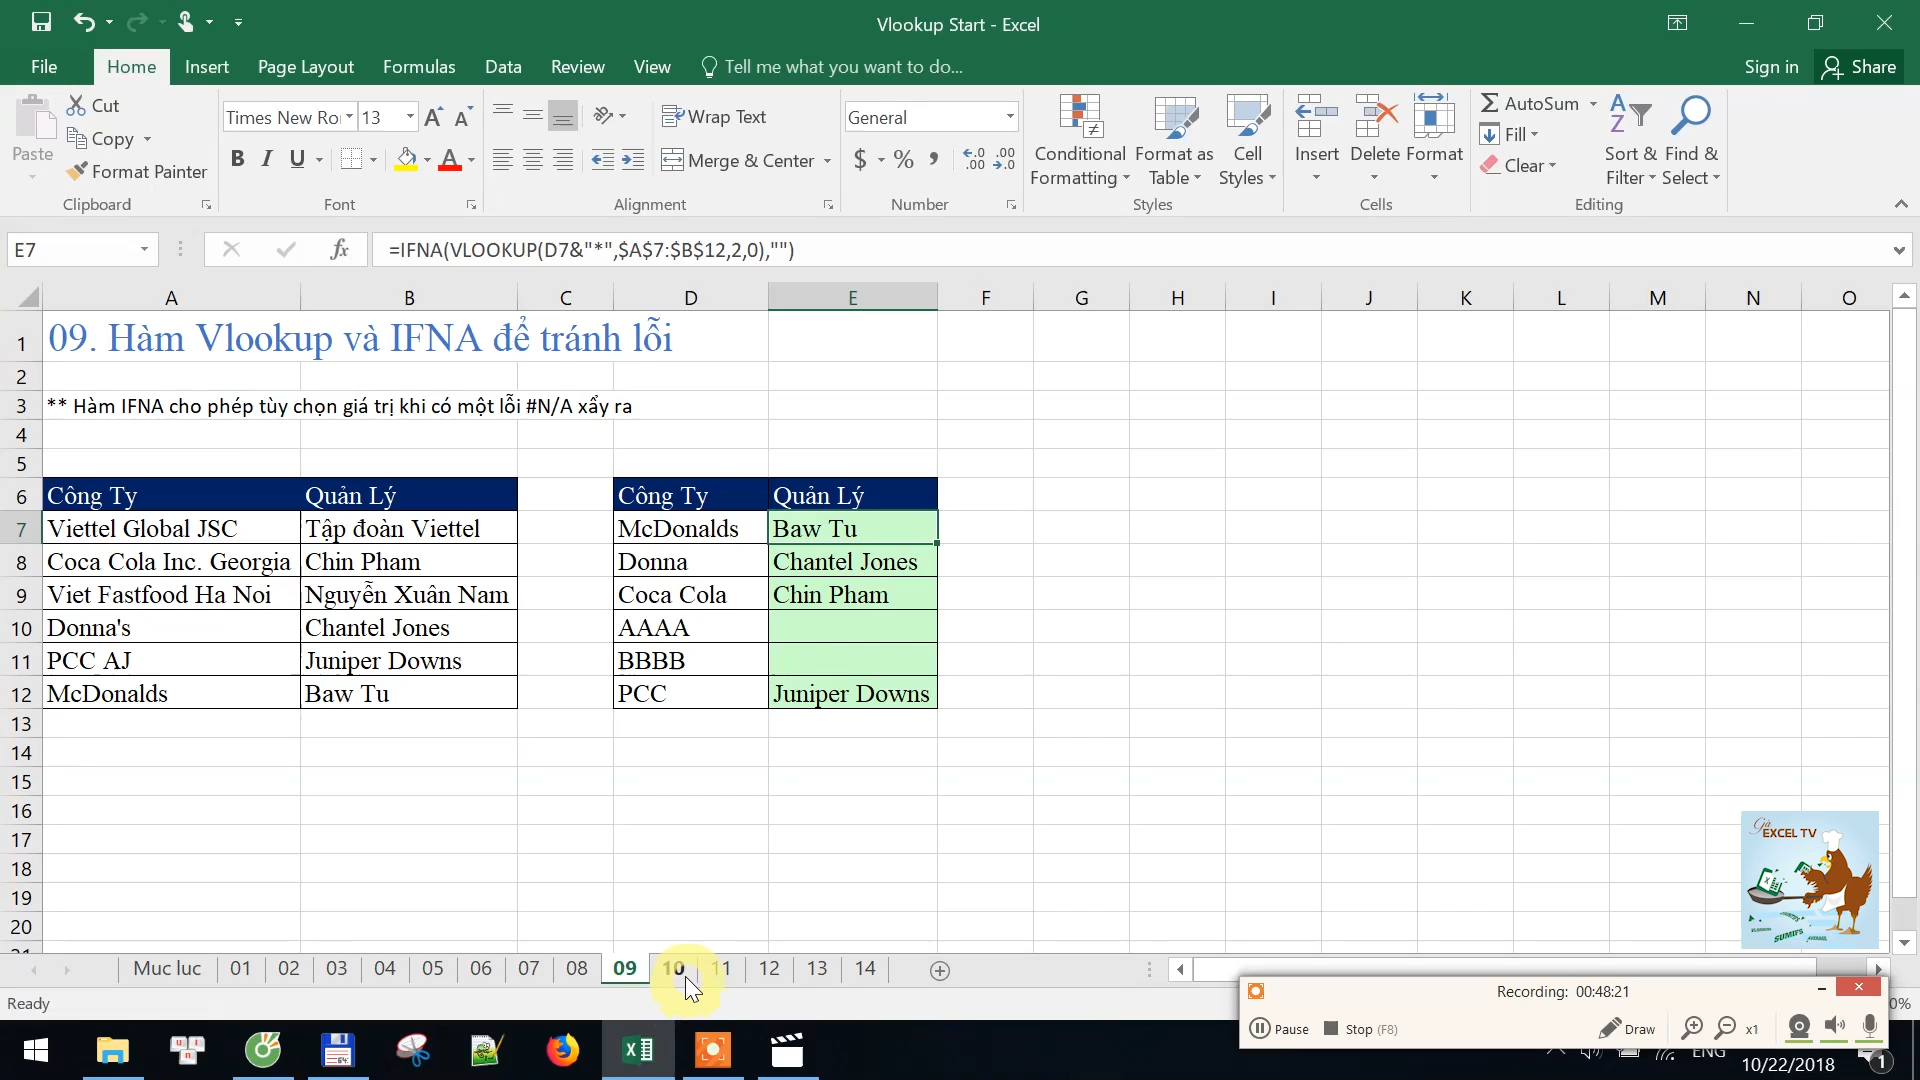 Vlookup Start - Excel
File Home Insert Page Layout Formulas Data Review View Tell me what you want to do... Sign in Share
Paste
Cut
Copy
Format Painter
Clipboard
Times New Ro 13
B I U
Font
Wrap Text
Merge & Center
Alignment
General
$ % , .00 .00
Number
Conditional Formatting
Format as Table
Cell Styles
Styles
Insert Delete Format
Cells
AutoSum
Fill
Clear
Sort & Filter
Find & Select
Editing
E7 fx =IFNA(VLOOKUP(D7&"*",$A$7:$B$12,2,0),"")
A B C D E F G H I J K L M N O
1 09. Hàm Vlookup và IFNA để tránh lỗi
2
3 ** Hàm IFNA cho phép tùy chọn giá trị khi có một lỗi #N/A xẩy ra
4
5
6 Công Ty Quản Lý Công Ty Quản Lý
7 Viettel Global JSC Tập đoàn Viettel McDonalds Baw Tu
8 Coca Cola Inc. Georgia Chin Pham Donna Chantel Jones
9 Viet Fastfood Ha Noi Nguyễn Xuân Nam Coca Cola Chin Pham
10 Donna's Chantel Jones AAAA
11 PCC AJ Juniper Downs BBBB
12 McDonalds Baw Tu PCC Juniper Downs
13
14
15
16
17
18
19
20
Gà EXCEL TV
SUMIFS
Muc luc 01 02 03 04 05 06 07 08 09 10 11 12 13 14
Ready
Recording: 00:48:21
Pause Stop (F8) Draw x1
0%
64
ENG
10/22/2018
1